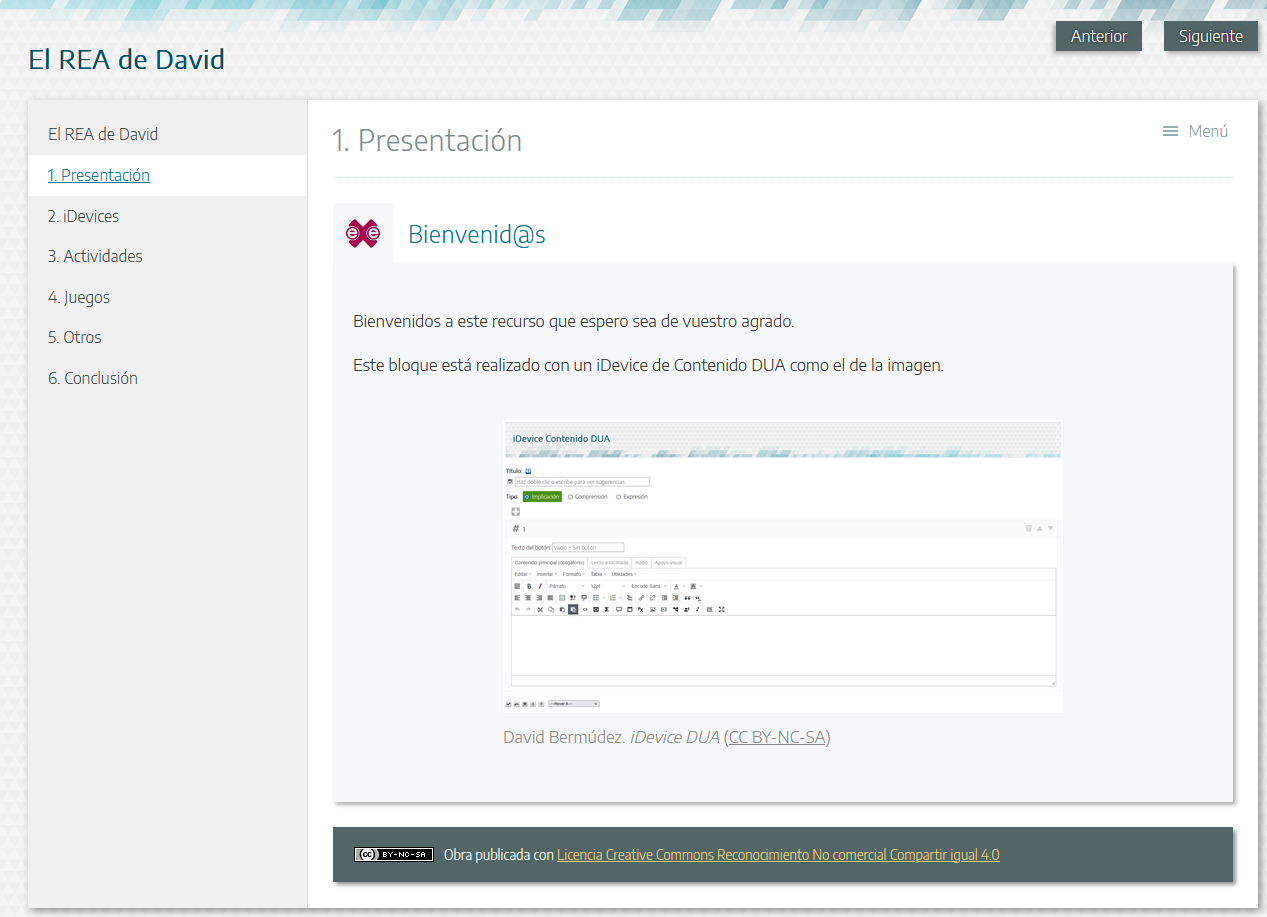 Anterior
Siguiente
El REA de David
El REA de David
1. Presentación
2. iDevices
3. Actividades
4. Juegos
5. Otros
6. Conclusión
1. Presentación
Menú
Bienvenid@s
Bienvenidos a este recurso que espero sea de vuestro agrado.
Este bloque está realizado con un iDevice de Contenido DUA como el de la imagen.
iDevice Contenido DUA
Título:
Haz doble clic o escribe para ver sugerencias
Tipo: Implicación Comprensión Expresión
# 1
Texto del botón: Vacío = Sin botón
Contenido principal (obligatorio) Lectura facilitada Audio Apoyo visual
Editar Insertar Formato Tabla Utilidades
Párrafo 12pt Encode Sans
David Bermúdez. iDevice DUA (CC BY-NC-SA)
cc BY-NC-SA Obra publicada con Licencia Creative Commons Reconocimiento No comercial Compartir igual 4.0